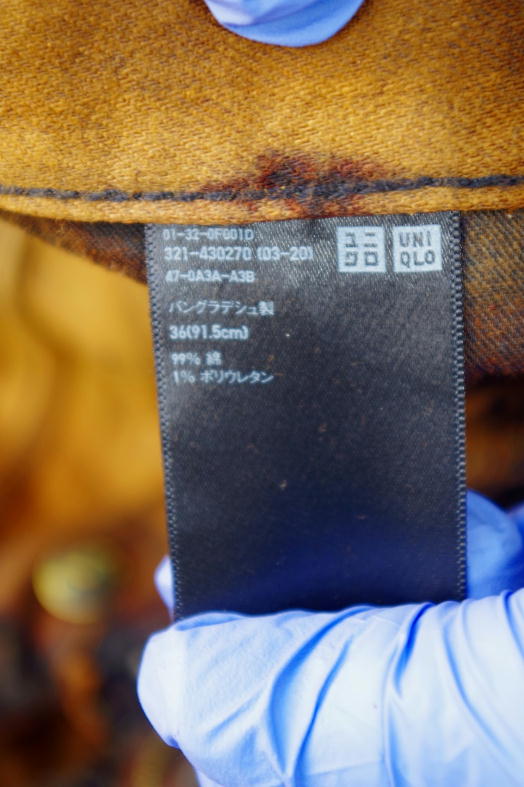 01-32-0F001D
321-430270 (03-20)
47-0A3A-A3B
ユニ
クロ
UNI
QLO
バングラデシュ製
36(91.5cm)
99% 綿
1% ポリウレタン